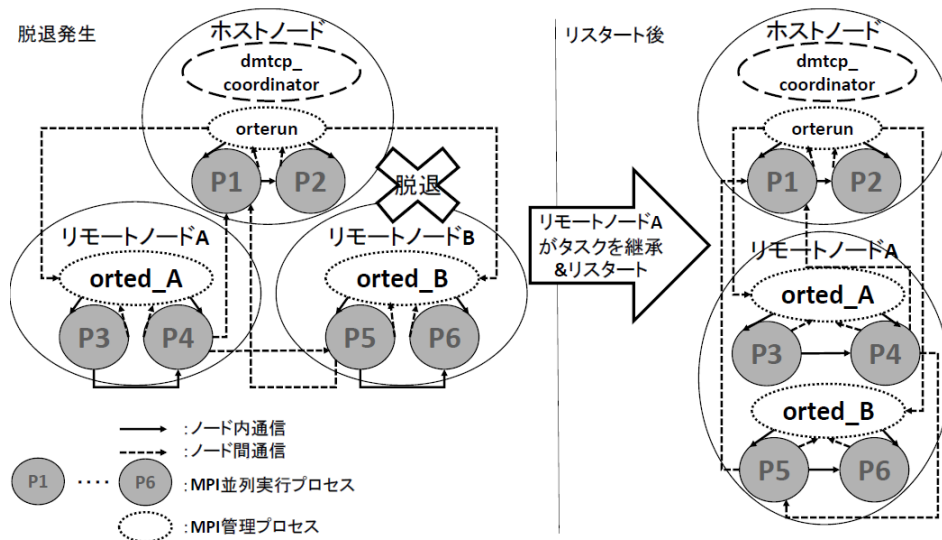 脱退発生
ホストノード
dmtcp_
coordinator
orterun
P1
P2
脱退
リモートノードA
orted_A
P3
P4
リモートノードB
orted_B
P5
P6
:ノード内通信
:ノード間通信
P1
....
P6
:MPI並列実行プロセス
:MPI管理プロセス
リモートノードA
がタスクを継承
&リスタート
リスタート後
ホストノード
dmtcp_
coordinator
orterun
P1
P2
リモートノードA
orted_A
P3
P4
orted_B
P5
P6